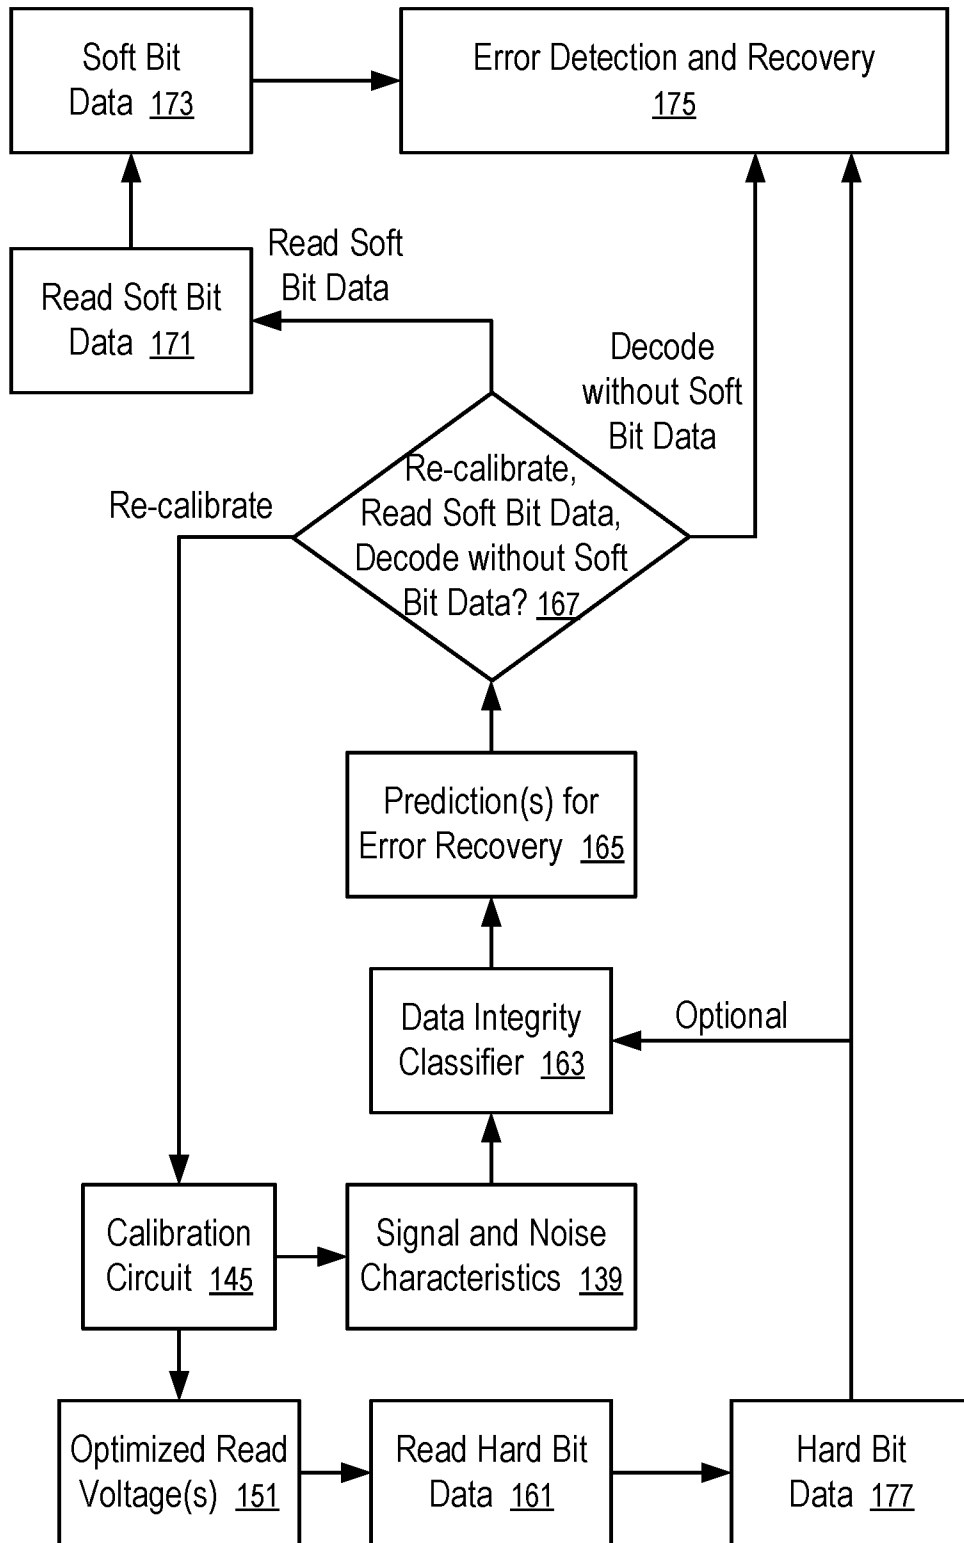 Soft Bit
Data 173
Error Detection and Recovery
175
Read Soft
Bit Data
Read Soft Bit
Data 171
Decode
without Soft
Bit Data
Re-calibrate
Re-calibrate,
Read Soft Bit Data,
Decode without Soft
Bit Data? 167
Prediction(s) for
Error Recovery 165
Data Integrity
Classifier 163
Optional
Calibration
Circuit 145
Signal and Noise
Characteristics 139
Optimized Read
Voltage(s) 151
Read Hard Bit
Data 161
Hard Bit
Data 177